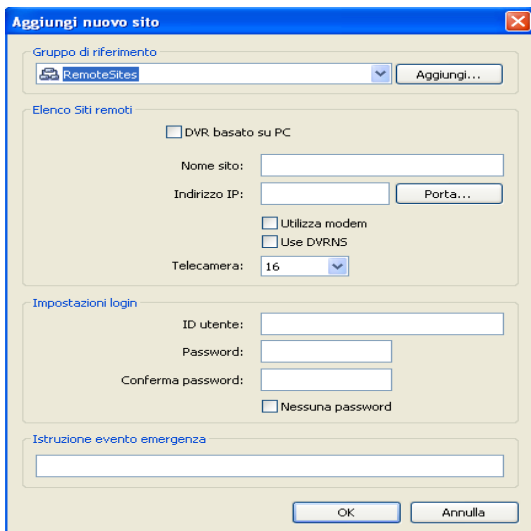 Aggiungi nuovo sito
Gruppo di riferimento
RemoteSites
Aggiungi...
Elenco Siti remoti
DVR basato su PC
Nome sito:
Indirizzo IP:
Porta...
Utilizza modem
Use DVRNS
Telecamera:
16
Impostazioni login
ID utente:
Password:
Conferma password:
Nessuna password
Istruzione evento emergenza
OK
Annulla